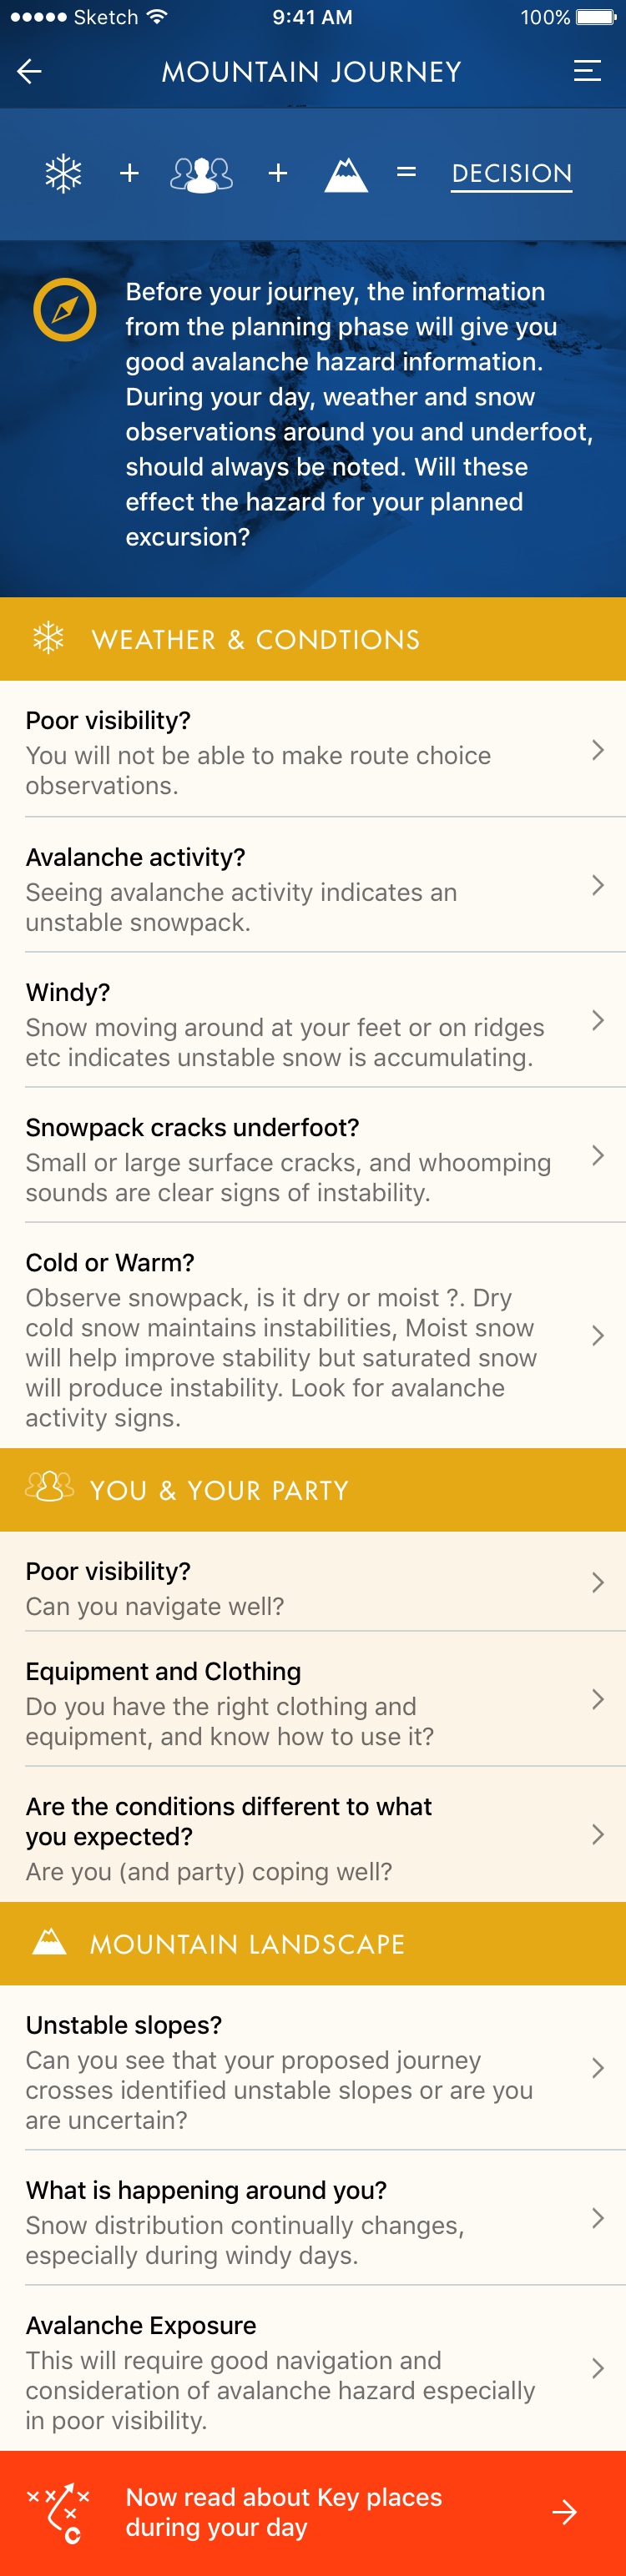 Sketch 9:41 AM 100%
MOUNTAIN JOURNEY
+ + = DECISION
Before your journey, the information
from the planning phase will give you
good avalanche hazard information.
During your day, weather and snow
observations around you and underfoot,
should always be noted. Will these
effect the hazard for your planned
excursion?
WEATHER & CONDTIONS
Poor visibility?
You will not be able to make route choice
observations.
Avalanche activity?
Seeing avalanche activity indicates an
unstable snowpack.
Windy?
Snow moving around at your feet or on ridges
etc indicates unstable snow is accumulating.
Snowpack cracks underfoot?
Small or large surface cracks, and whoomping
sounds are clear signs of instability.
Cold or Warm?
Observe snowpack, is it dry or moist ?. Dry
cold snow maintains instabilities, Moist snow
will help improve stability but saturated snow
will produce instability. Look for avalanche
activity signs.
YOU & YOUR PARTY
Poor visibility?
Can you navigate well?
Equipment and Clothing
Do you have the right clothing and
equipment, and know how to use it?
Are the conditions different to what
you expected?
Are you (and party) coping well?
MOUNTAIN LANDSCAPE
Unstable slopes?
Can you see that your proposed journey
crosses identified unstable slopes or are you
are uncertain?
What is happening around you?
Snow distribution continually changes,
especially during windy days.
Avalanche Exposure
This will require good navigation and
consideration of avalanche hazard especially
in poor visibility.
Now read about Key places
during your day